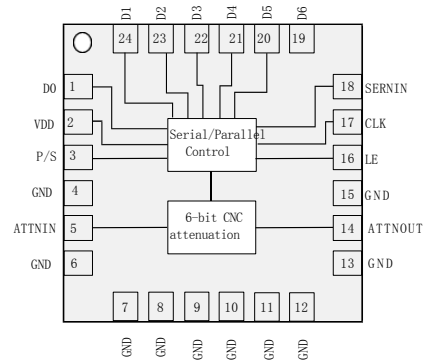 D1 D2 D3 D4 D5 D6
24 23 22 21 20 19
DO 1
VDD 2
P/S 3
GND 4
ATTNIN 5
GND 6
Serial/Parallel
Control
6-bit CNC
attenuation
18 SERNIN
17 CLK
16 LE
15 GND
14 ATTNOUT
13 GND
7 8 9 10 11 12
GND GND GND GND GND GND